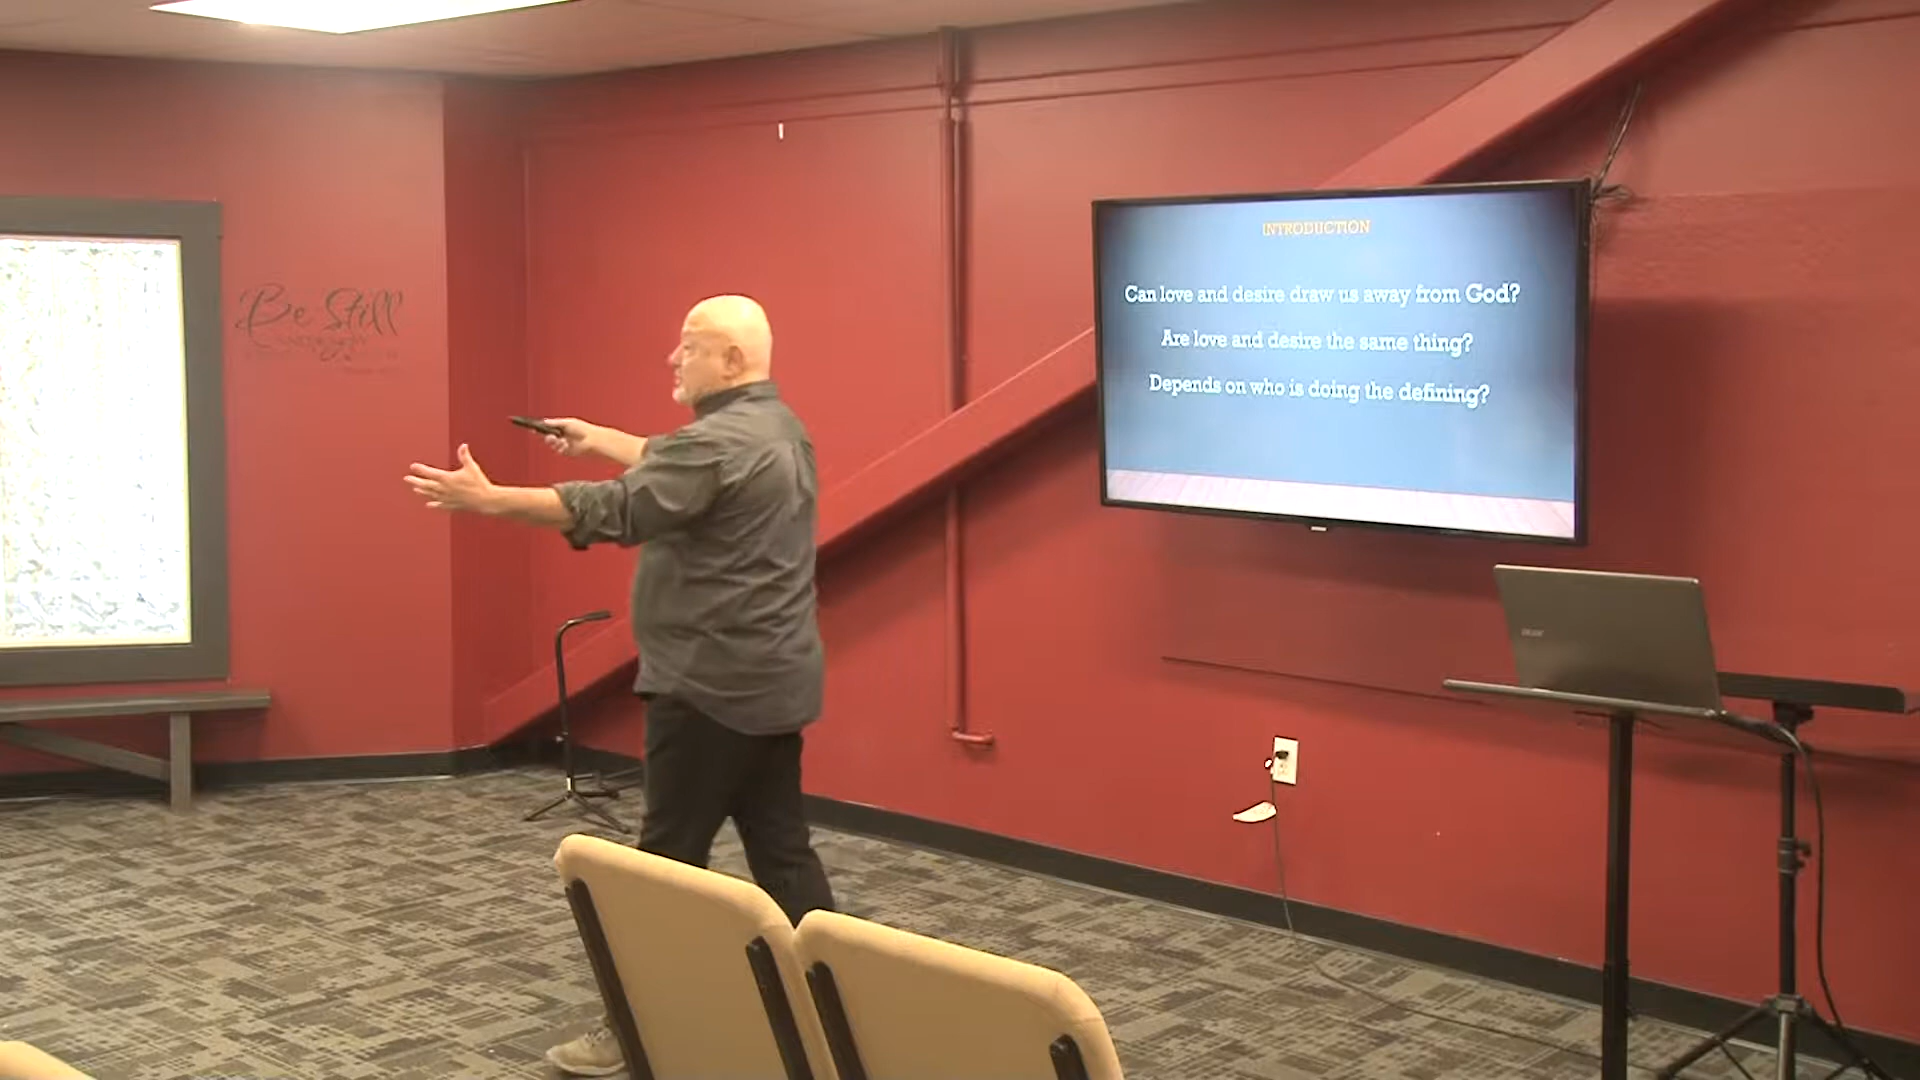 Be Still
INTRODUCTION
Can love and desire draw us away from God?
Are love and desire the same thing?
Depends on who is doing the defining?
acer